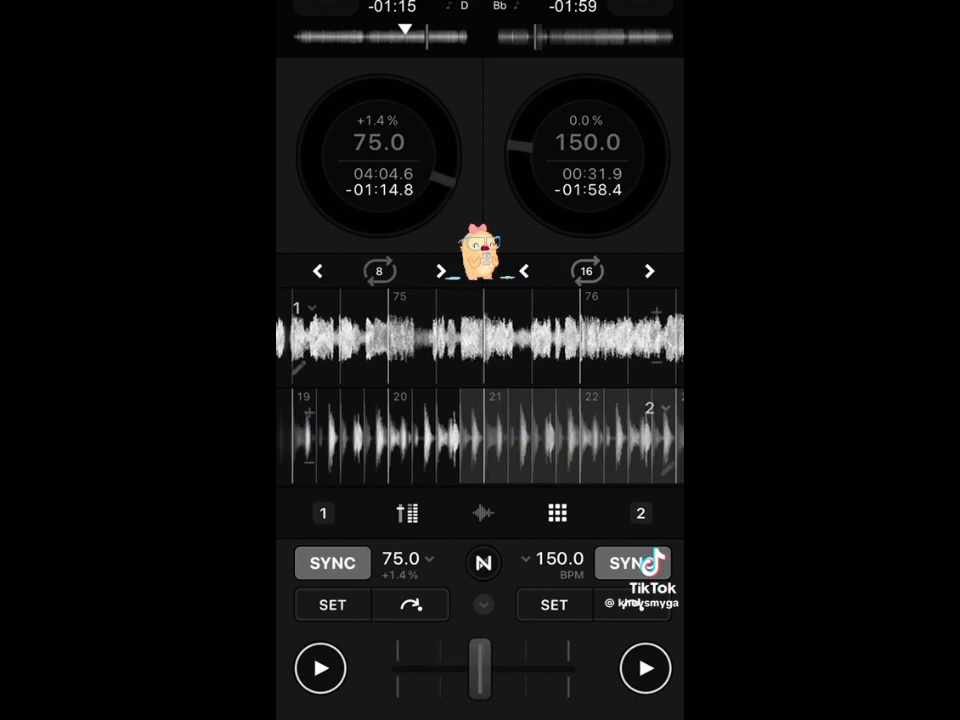 -01:15 D Bb -01:59
+1.4% 0.0%
75.0 150.0
04:04.6 00:31.9
-01:14.8 -01:58.4
8 16
75 76
1
19 20 21 22
2
1 2
SYNC 75.0 150.0
+1.4% BPM
TikTok
SET SET